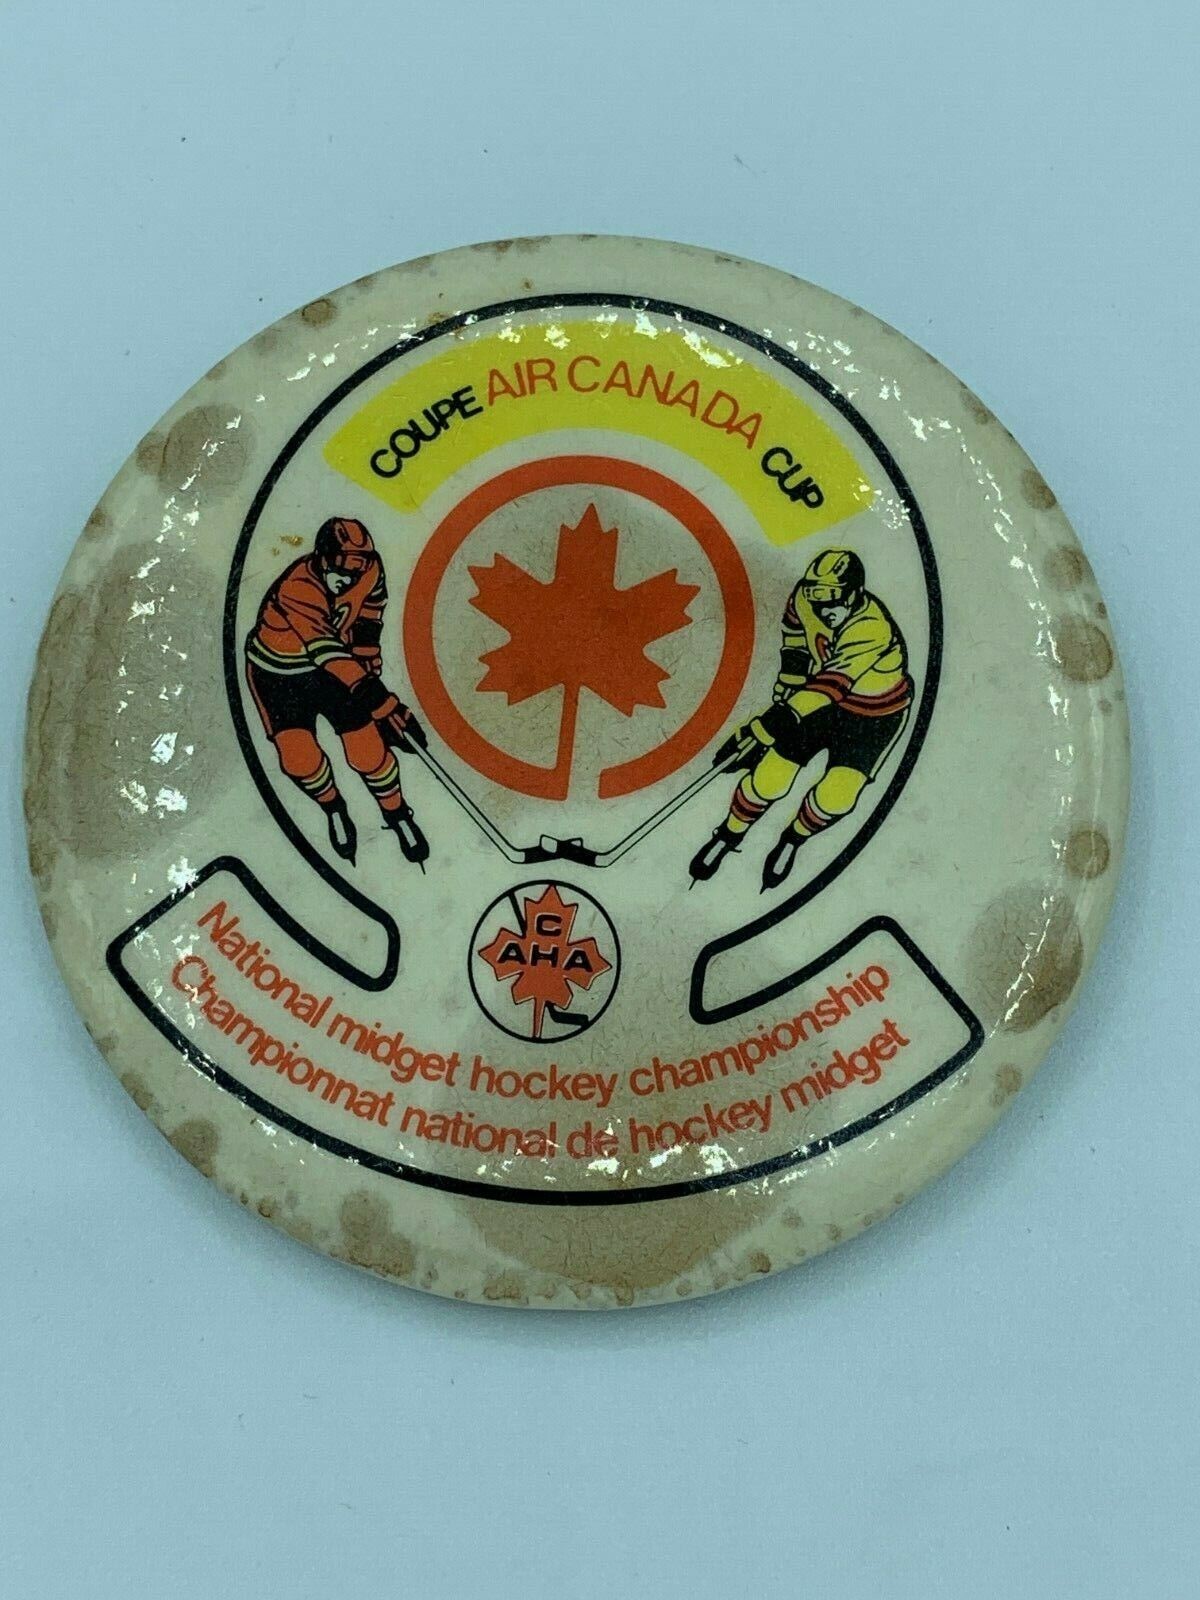 COUPE AIR CANADA CUP
C
AHA
National midget hockey championship
Championnat national de hockey midget